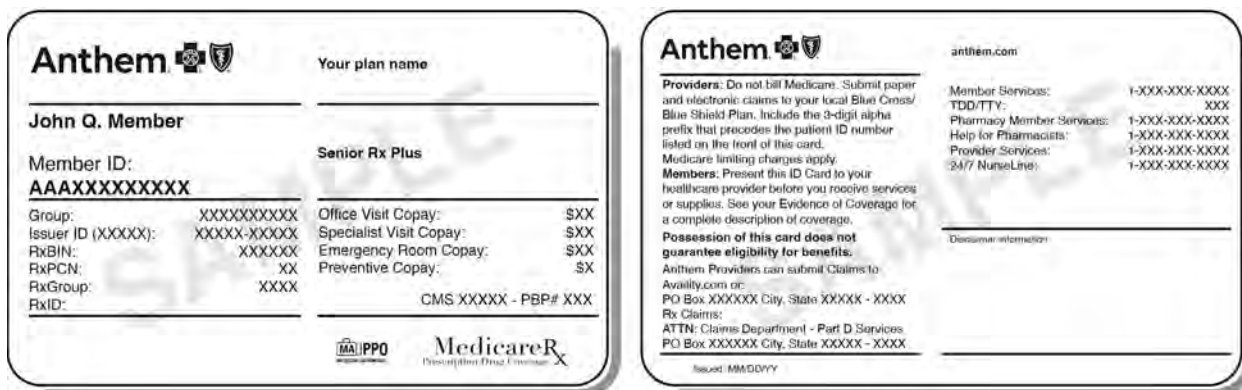 Anthem
Your plan name
John Q. Member
Member ID:
AAAXXXXXXXXXX
Senior Rx Plus
Group: XXXXXXXXXX
Issuer ID (XXXXX): XXXXX-XXXXX
RxBIN: XXXXXX
RxPCN: XX
RxGroup: XXXX
RxID:
Office Visit Copay: $XX
Specialist Visit Copay: $XX
Emergency Room Copay: $XX
Preventive Copay: $X
CMS XXXXX - PBP# XXX
MA PPO
MedicareRx
Prescription Drug Coverage
SAMPLE
Anthem
Providers: Do not bill Medicare. Submit paper
and electronic claims to your local Blue Cross/
Blue Shield Plan. Include the 3-digit alpha
prefix that precedes the patient ID number
listed on the front of this card.
Medicare limiting charges apply.
Members: Present this ID Card to your
healthcare provider before you receive services
or supplies. See your Evidence of Coverage for
a complete description of coverage.
Possession of this card does not
guarantee eligibility for benefits.
Anthem Providers can submit Claims to
Availity.com or:
PO Box XXXXXX City, State XXXXX - XXXX
Rx Claims:
ATTN: Claims Department - Part D Services
PO Box XXXXXX City, State XXXXX - XXXX
Issued: MM/DD/YY
anthem.com
Member Services: 1-XXX-XXX-XXXX
TDD/TTY: XXX
Pharmacy Member Services: 1-XXX-XXX-XXXX
Help for Pharmacists: 1-XXX-XXX-XXXX
Provider Services: 1-XXX-XXX-XXXX
24/7 NurseLine: 1-XXX-XXX-XXXX
Disclaimer information
SAMPLE